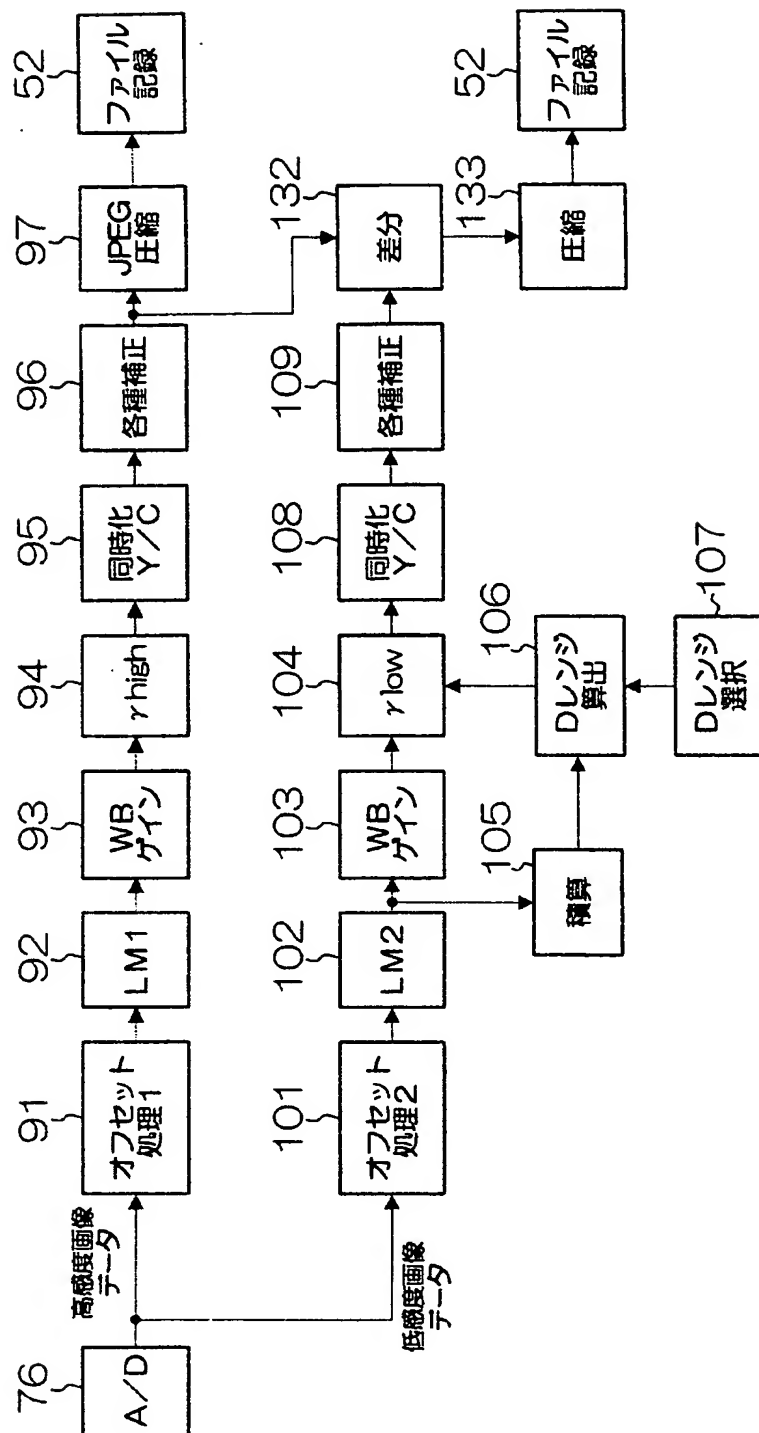 76
A/D
高感度画像
データ
低感度画像
データ
91
オフセット
処理1
92
LM1
93
WB
ゲイン
94
γhigh
95
同時化
Y/C
96
各種補正
97
JPEG
圧縮
52
ファイル
記録
101
オフセット
処理2
102
LM2
103
WB
ゲイン
104
γlow
108
同時化
Y/C
109
各種補正
132
差分
133
圧縮
52
ファイル
記録
105
積算
106
Dレンジ
算出
107
Dレンジ
選択